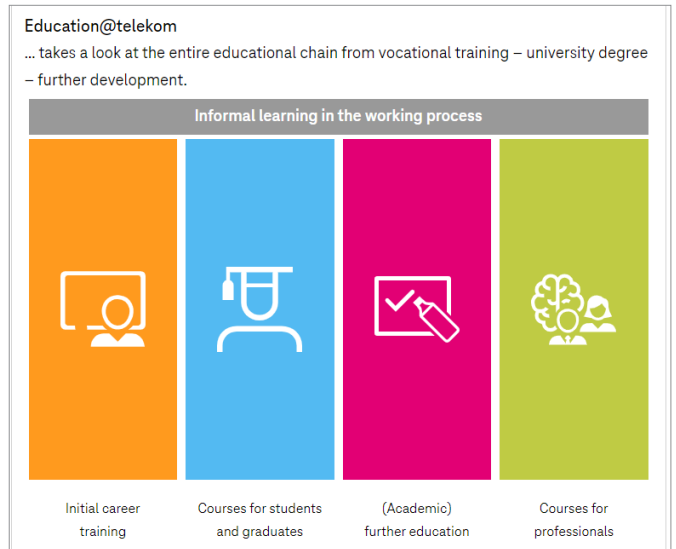 Education@telekom
... takes a look at the entire educational chain from vocational training – university degree
– further development.
Informal learning in the working process
Initial career
training
Courses for students
and graduates
(Academic)
further education
Courses for
professionals